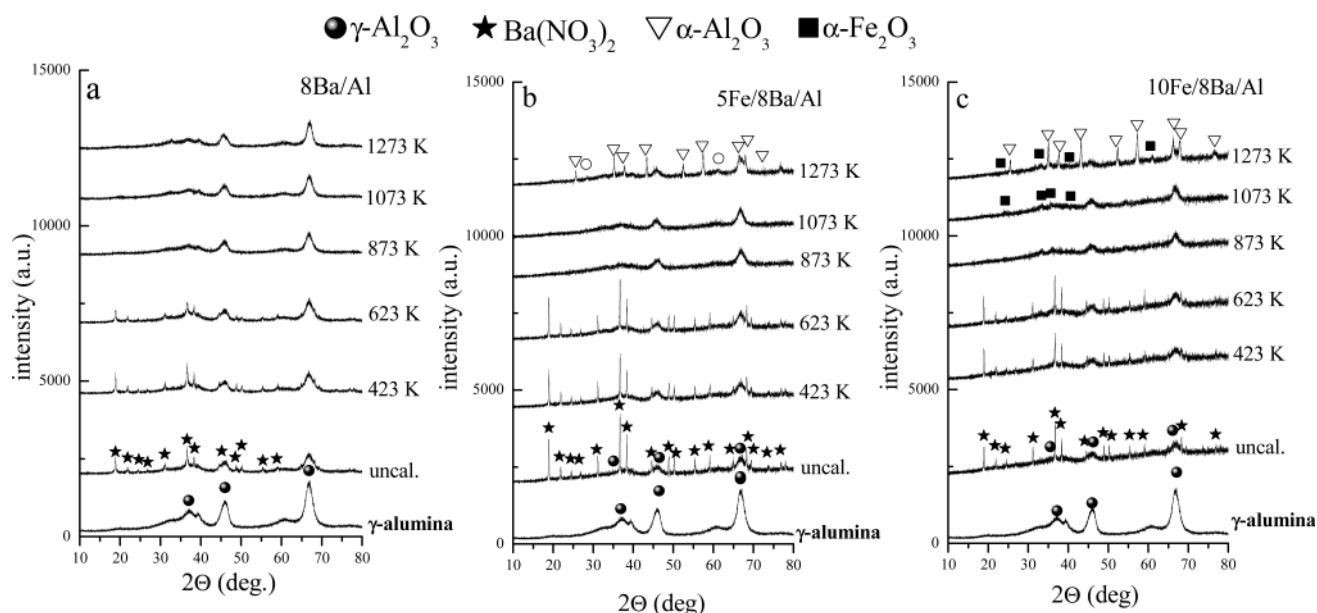 γ-Al2O3 Ba(NO3)2 α-Al2O3 α-Fe2O3
a
8Ba/Al
15000
10000
5000
0
intensity (a.u.)
1273 K
1073 K
873 K
623 K
423 K
uncal.
γ-alumina
10 20 30 40 50 60 70 80
2Θ (deg.)
b
5Fe/8Ba/Al
15000
10000
5000
0
intensity (a.u.)
1273 K
1073 K
873 K
623 K
423 K
uncal.
γ-alumina
10 20 30 40 50 60 70 80
2Θ (deg)
c
10Fe/8Ba/Al
15000
10000
5000
0
intensity (a.u.)
1273 K
1073 K
873 K
623 K
423 K
uncal.
γ-alumina
10 20 30 40 50 60 70 80
2Θ (deg)